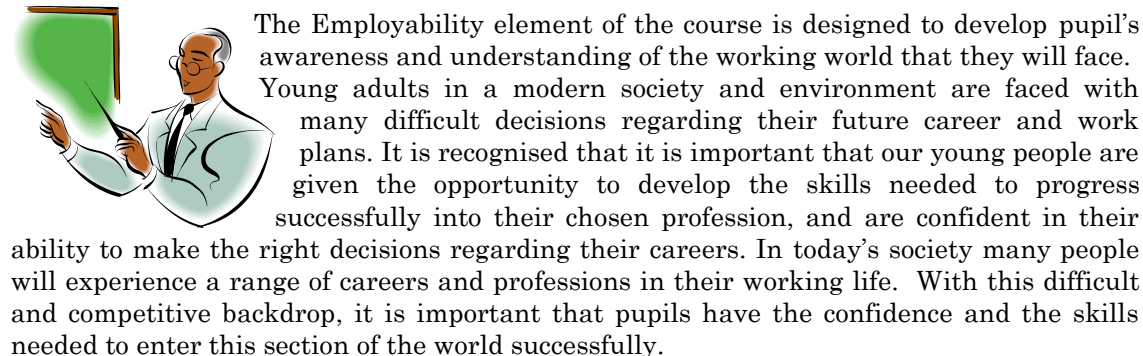 The Employability element of the course is designed to develop pupil’s
awareness and understanding of the working world that they will face.
Young adults in a modern society and environment are faced with
many difficult decisions regarding their future career and work
plans. It is recognised that it is important that our young people are
given the opportunity to develop the skills needed to progress
successfully into their chosen profession, and are confident in their
ability to make the right decisions regarding their careers. In today’s society many people
will experience a range of careers and professions in their working life.  With this difficult
and competitive backdrop, it is important that pupils have the confidence and the skills
needed to enter this section of the world successfully.